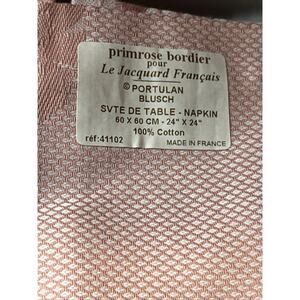 primrose bordier
pour
Le Jacquard Français
© PORTULAN
BLUSCH
SVTE DE TABLE - NAPKIN
60 X 60 CM - 24" X 24"
100% Cotton
réf:41102 MADE IN FRANCE